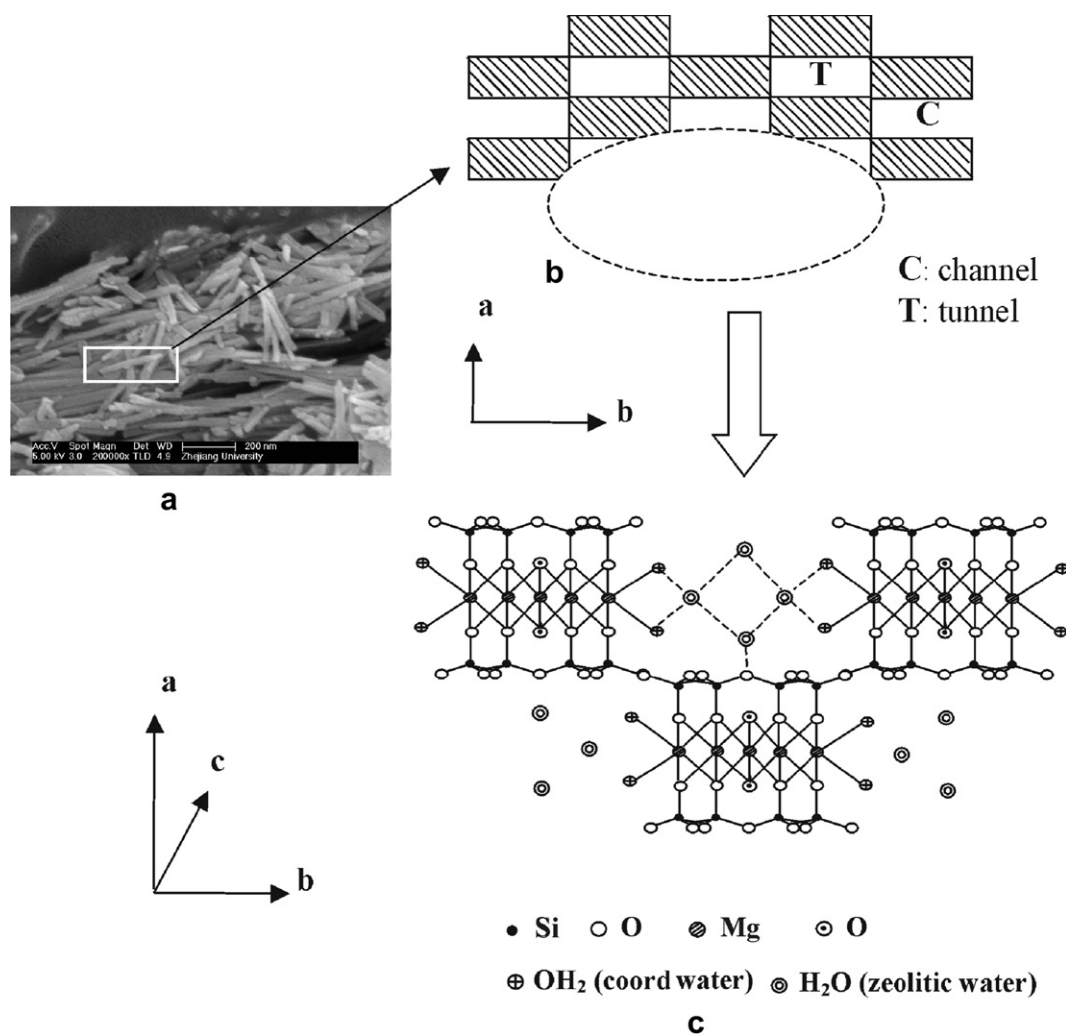 T
C
b
C: channel
T: tunnel
a
b
Acc.V Spot Magn Det WD 200 nm
5.00 kV 3.0 200000x TLD 4.9 Zhejiang University
a
a
c
b
Si O Mg O
OH₂ (coord water) H₂O (zeolitic water)
c